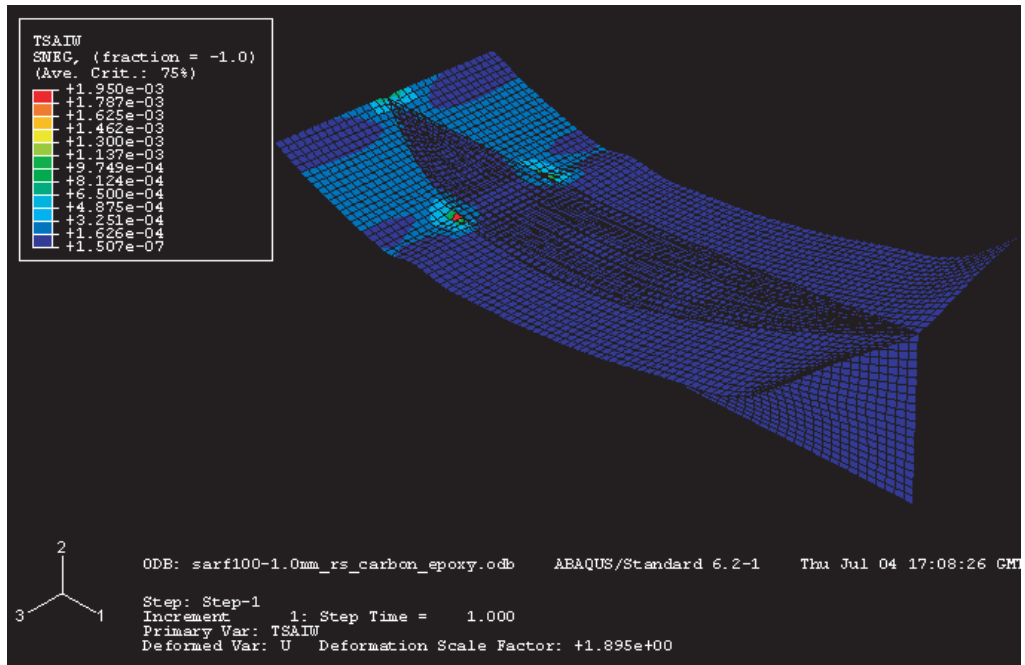 TSAIW
SNEG, (fraction = -1.0)
(Ave. Crit.: 75%)
+1.950e-03
+1.787e-03
+1.625e-03
+1.462e-03
+1.300e-03
+1.137e-03
+9.749e-04
+8.124e-04
+6.500e-04
+4.875e-04
+3.251e-04
+1.626e-04
+1.507e-07
2
3
1
ODB: sarf100-1.0mm_rs_carbon_epoxy.odb ABAQUS/Standard 6.2-1 Thu Jul 04 17:08:26 GMT
Step: Step-1
Increment 1: Step Time = 1.000
Primary Var: TSAIW
Deformed Var: U Deformation Scale Factor: +1.895e+00